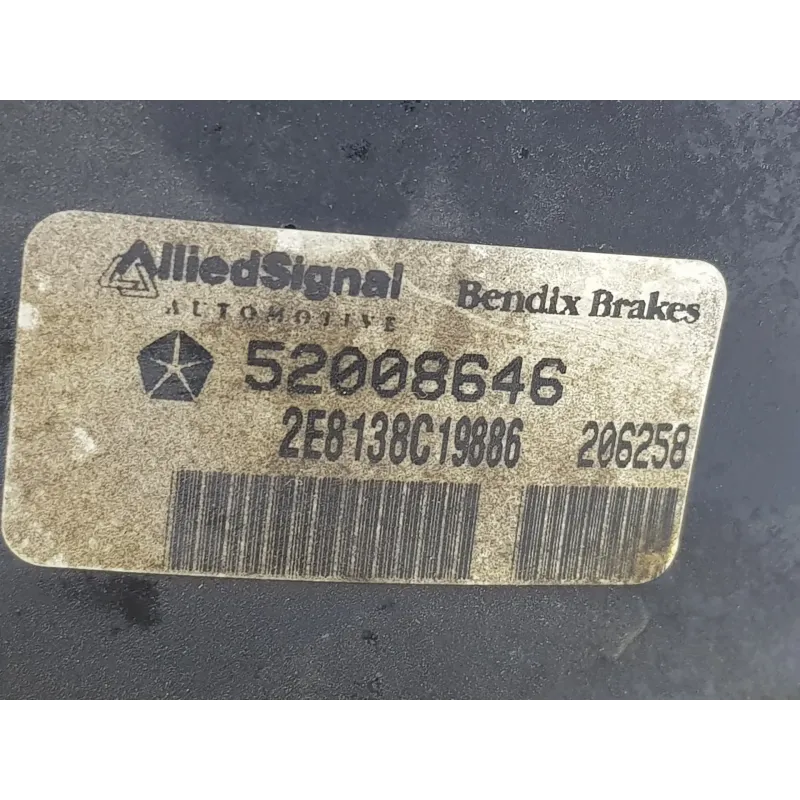 AlliedSignal Bendix Brakes
AUTOMOTIVE
52008646
2E8138C19886 206258